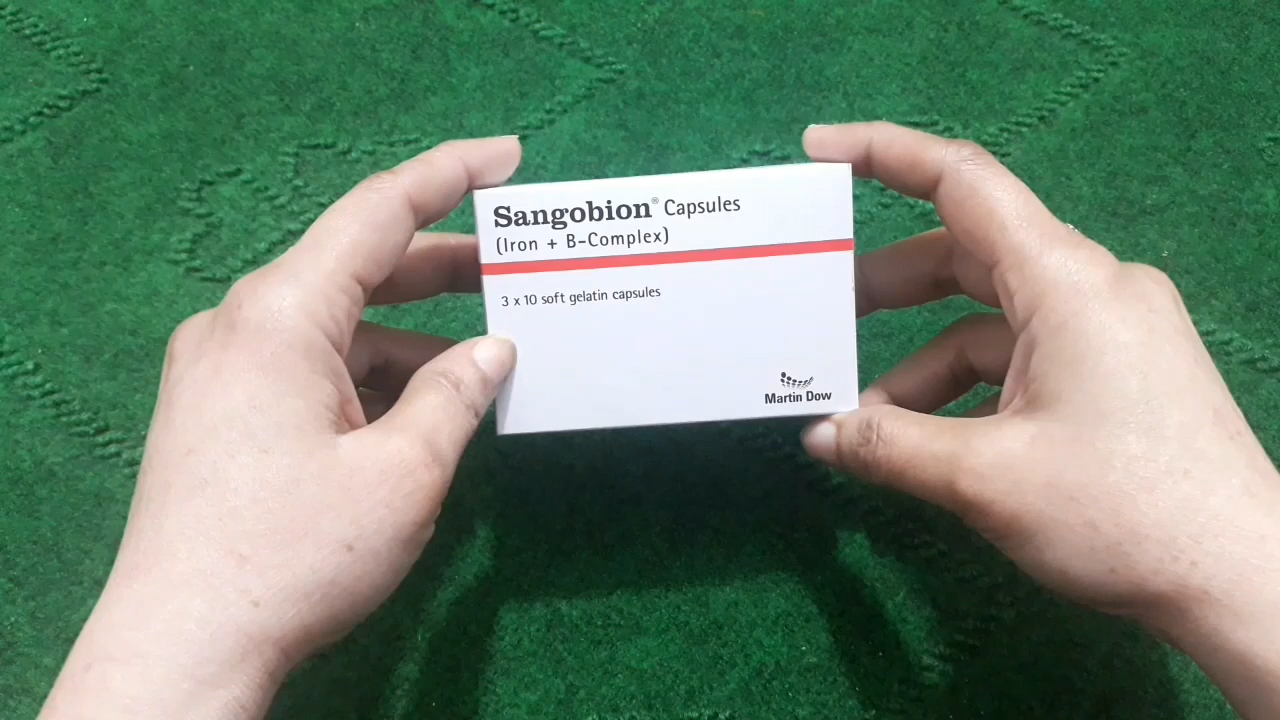 Sangobion® Capsules
(Iron + B-Complex)
3 x 10 soft gelatin capsules
Martin Dow